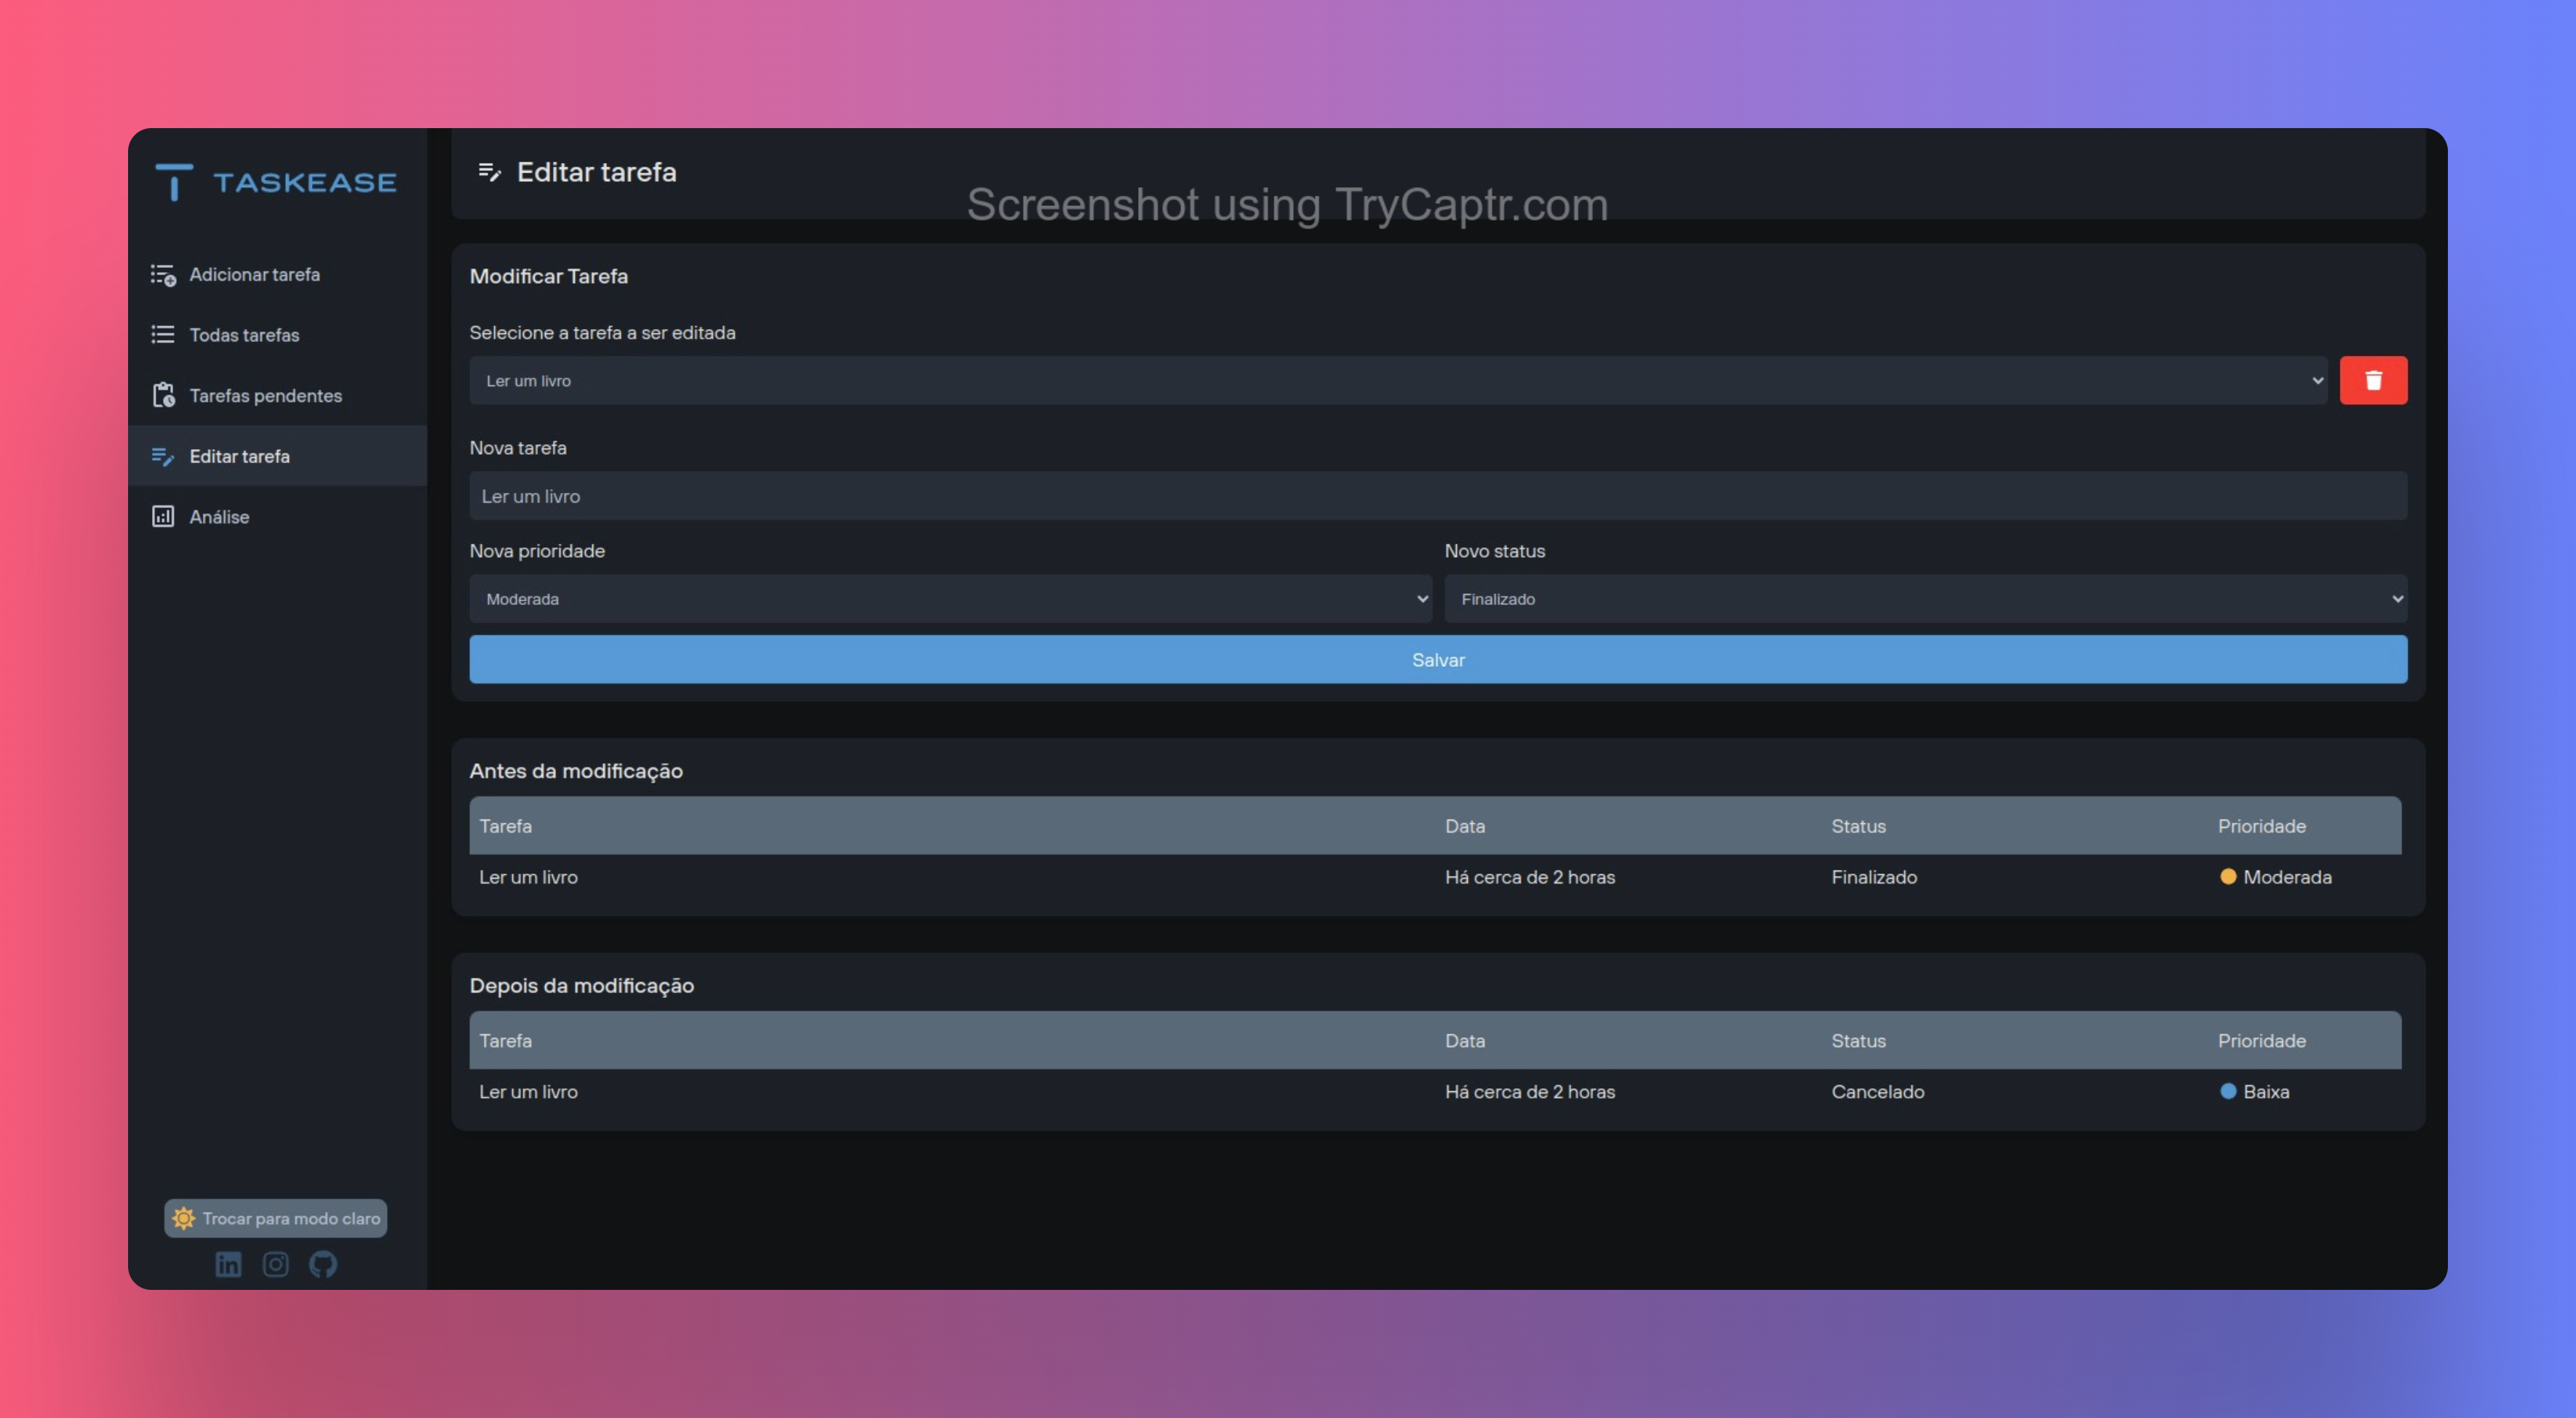 TASKEASE
Adicionar tarefa
Todas tarefas
Tarefas pendentes
Editar tarefa
Análise
Trocar para modo claro
Editar tarefa
Screenshot using TryCaptr.com
Modificar Tarefa
Selecione a tarefa a ser editada
Ler um livro
Nova tarefa
Ler um livro
Nova prioridade Novo status
Moderada Finalizado
Salvar
Antes da modificação
Tarefa Data Status Prioridade
Ler um livro Há cerca de 2 horas Finalizado Moderada
Depois da modificação
Tarefa Data Status Prioridade
Ler um livro Há cerca de 2 horas Cancelado Baixa